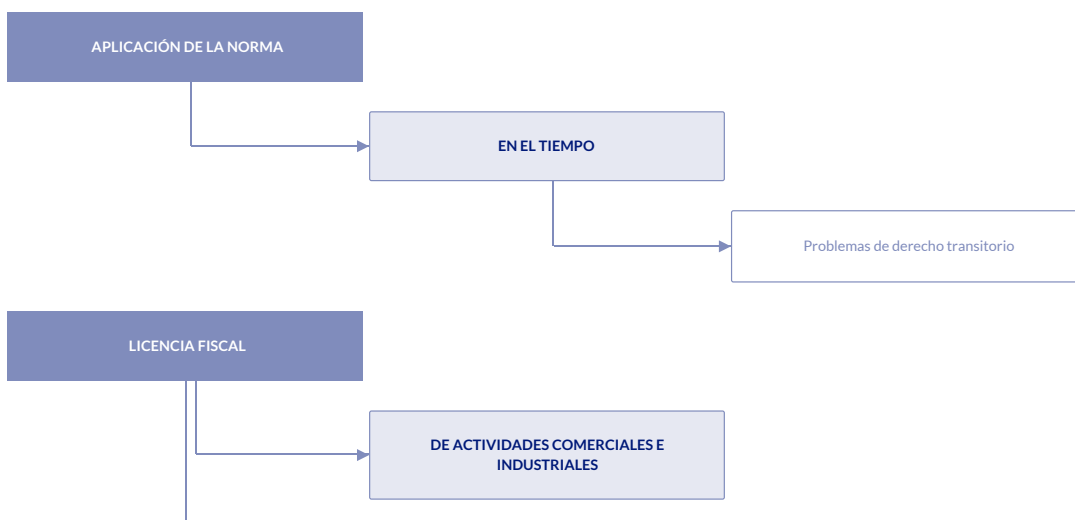 APLICACIÓN DE LA NORMA
EN EL TIEMPO
Problemas de derecho transitorio
LICENCIA FISCAL
DE ACTIVIDADES COMERCIALES E
INDUSTRIALES